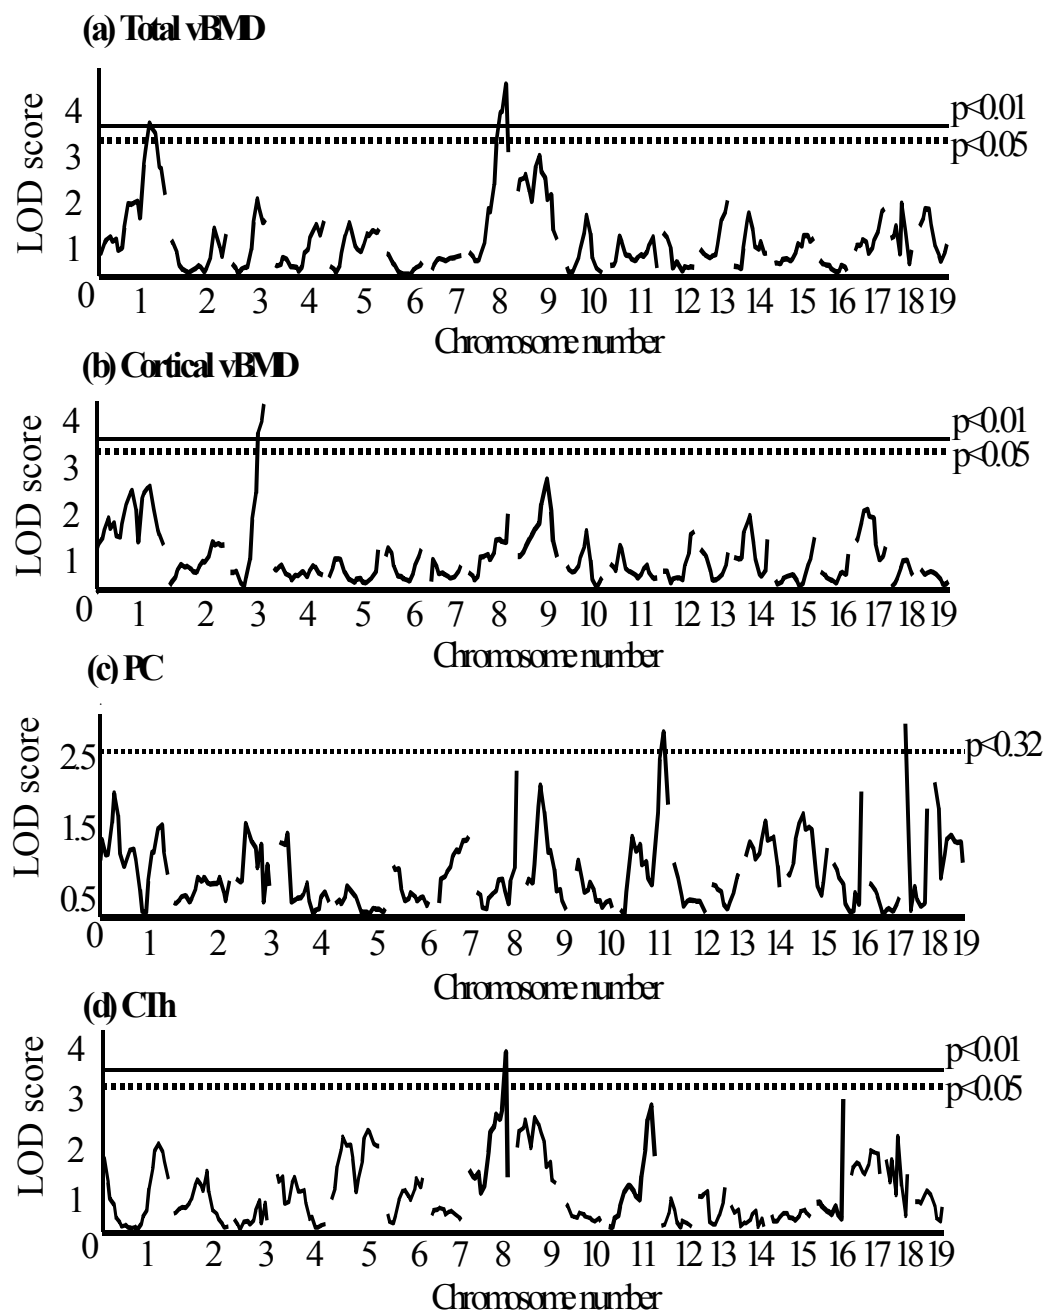 (a) Total vBMD
LOD score
4
3
2
1
p<0.01
p<0.05
0 1 2 3 4 5 6 7 8 9 10 11 12 13 14 15 16 17 18 19
Chromosome number
(b) Cortical vBMD
LOD score
4
3
2
1
p<0.01
p<0.05
0 1 2 3 4 5 6 7 8 9 10 11 12 13 14 15 16 17 18 19
Chromosome number
(c) PC
LOD score
2.5
1.5
0.5
p<0.32
0 1 2 3 4 5 6 7 8 9 10 11 12 13 14 15 16 17 18 19
Chromosome number
(d) CTh
LOD score
4
3
2
1
p<0.01
p<0.05
0 1 2 3 4 5 6 7 8 9 10 11 12 13 14 15 16 17 18 19
Chromosome number